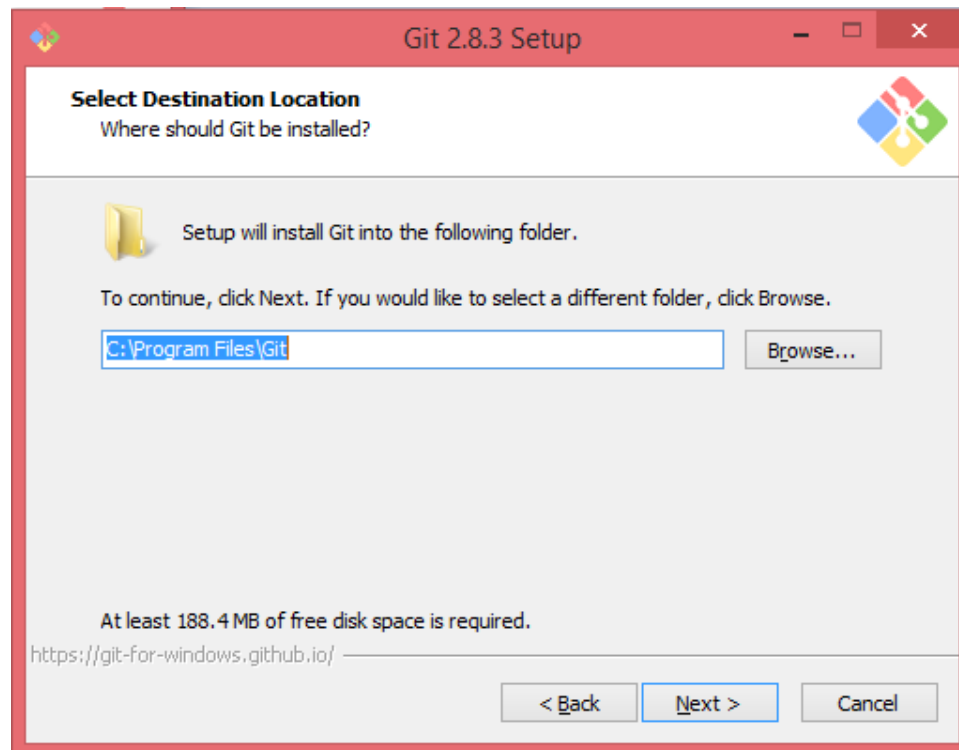 Git 2.8.3 Setup
Select Destination Location
Where should Git be installed?
Setup will install Git into the following folder.
To continue, click Next. If you would like to select a different folder, click Browse.
C:\Program Files\Git
Browse...
At least 188.4 MB of free disk space is required.
https://git-for-windows.github.io/
< Back
Next >
Cancel